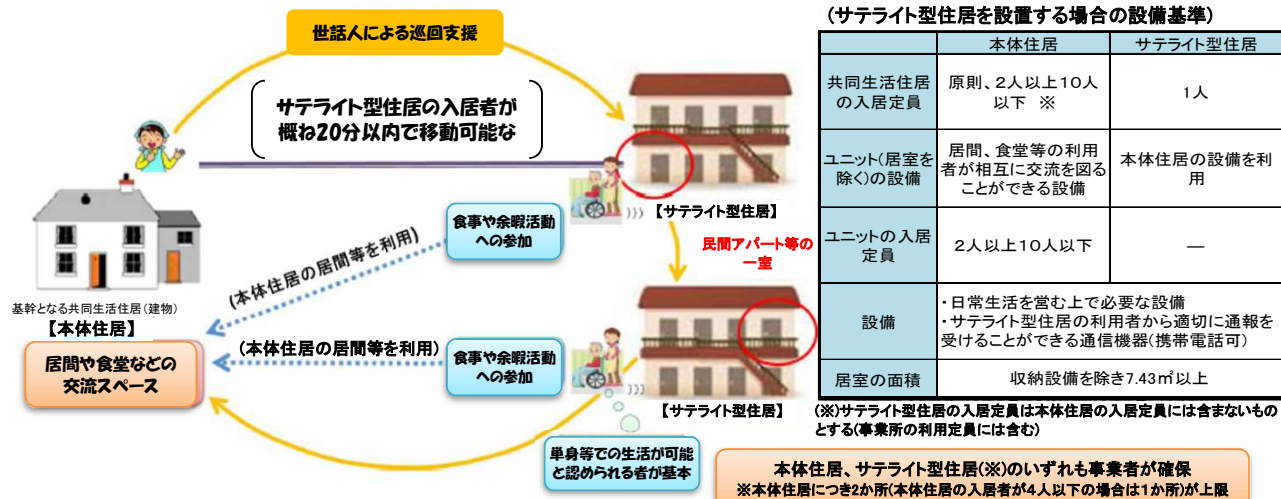 世話人による巡回支援
サテライト型住居の入居者が
概ね20分以内で移動可能な
【サテライト型住居】
食事や余暇活動
への参加
民間アパート等の
一室
(本体住居の居間等を利用)
基幹となる共同生活住居(建物)
【本体住居】
居間や食堂などの
交流スペース
(本体住居の居間等を利用)
食事や余暇活動
への参加
【サテライト型住居】
単身等での生活が可能
と認められる者が基本
(サテライト型住居を設置する場合の設備基準)
本体住居 サテライト型住居
共同生活住居
の入居定員
原則、2人以上10人
以下 ※
1人
ユニット(居室を
除く)の設備
居間、食堂等の利用
者が相互に交流を図る
ことができる設備
本体住居の設備を利
用
ユニットの入居
定員
2人以上10人以下
―
設備
・日常生活を営む上で必要な設備
・サテライト型住居の利用者から適切に通報を
受けることができる通信機器(携帯電話可)
居室の面積
収納設備を除き7.43㎡以上
(※)サテライト型住居の入居定員は本体住居の入居定員には含まないもの
とする(事業所の利用定員には含む)
本体住居、サテライト型住居(※)のいずれも事業者が確保
※本体住居につき2か所(本体住居の入居者が4人以下の場合は1か所)が上限